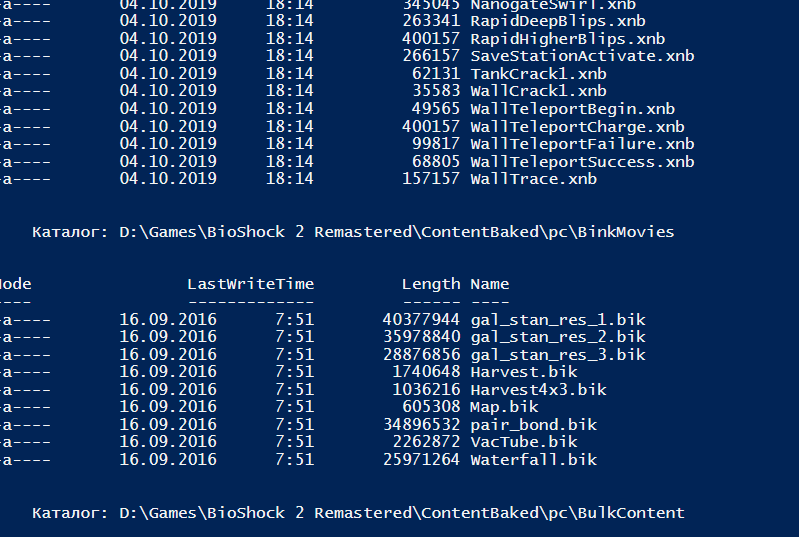 -a---- 04.10.2019 18:14 345045 NanogateSwirl.xnb
-a---- 04.10.2019 18:14 263341 RapidDeepBlips.xnb
-a---- 04.10.2019 18:14 400157 RapidHigherBlips.xnb
-a---- 04.10.2019 18:14 266157 SaveStationActivate.xnb
-a---- 04.10.2019 18:14 62131 TankCrack1.xnb
-a---- 04.10.2019 18:14 35583 WallCrack1.xnb
-a---- 04.10.2019 18:14 49565 WallTeleportBegin.xnb
-a---- 04.10.2019 18:14 400157 WallTeleportCharge.xnb
-a---- 04.10.2019 18:14 99817 WallTeleportFailure.xnb
-a---- 04.10.2019 18:14 68805 WallTeleportSuccess.xnb
-a---- 04.10.2019 18:14 157157 WallTrace.xnb
Каталог: D:\Games\BioShock 2 Remastered\ContentBaked\pc\BinkMovies
Mode LastWriteTime Length Name
---- ------------- ------ ----
-a---- 16.09.2016 7:51 40377944 gal_stan_res_1.bik
-a---- 16.09.2016 7:51 35978840 gal_stan_res_2.bik
-a---- 16.09.2016 7:51 28876856 gal_stan_res_3.bik
-a---- 16.09.2016 7:51 1740648 Harvest.bik
-a---- 16.09.2016 7:51 1036216 Harvest4x3.bik
-a---- 16.09.2016 7:51 605308 Map.bik
-a---- 16.09.2016 7:51 34896532 pair_bond.bik
-a---- 16.09.2016 7:51 2262872 VacTube.bik
-a---- 16.09.2016 7:51 25971264 Waterfall.bik
Каталог: D:\Games\BioShock 2 Remastered\ContentBaked\pc\BulkContent